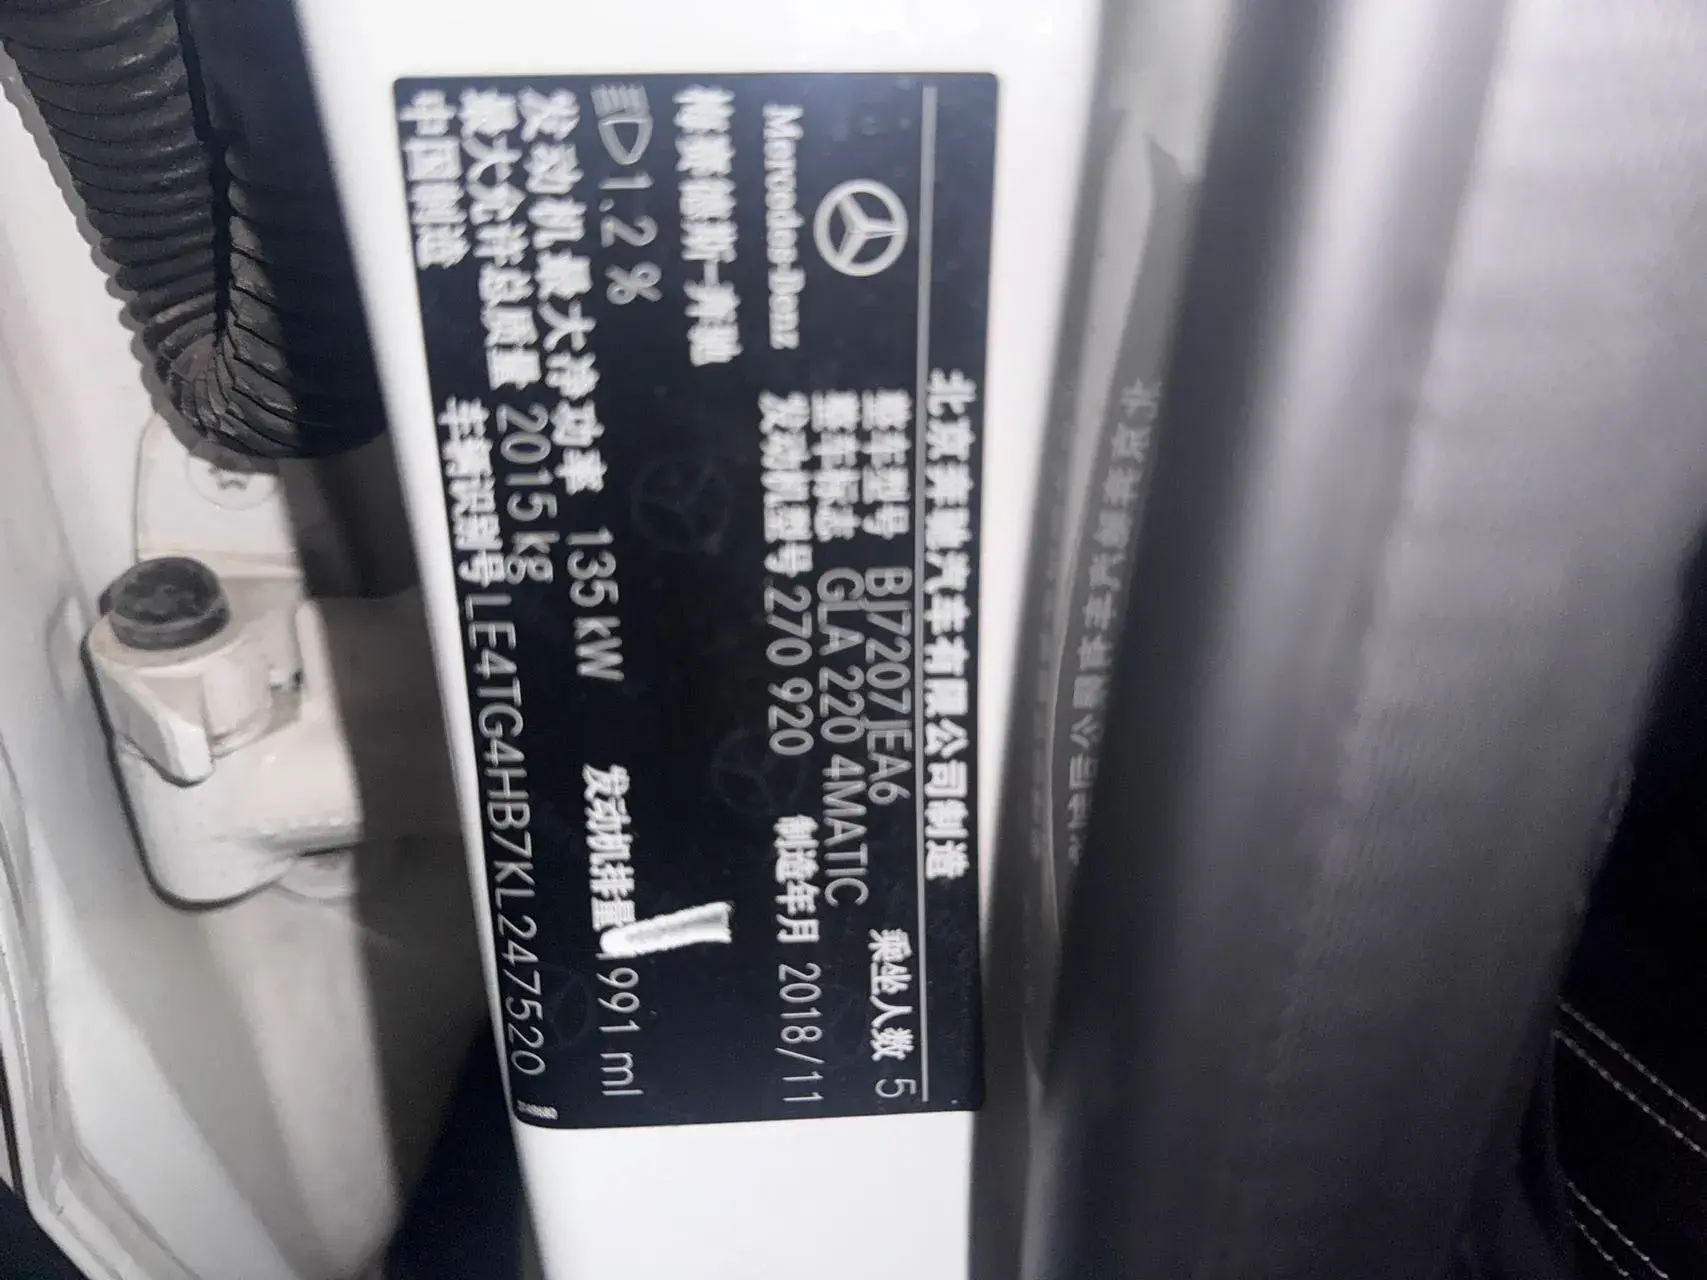 北京奔驰汽车有限公司制造
整车型号 BJ7207JEA6 乘坐人数 5
整车标志 GLA 220 4MATIC
Mercedes-Benz 发动机型号 270 920 制造年月 2018/11
梅赛德斯-奔驰
1.2% 发动机排量 1991 ml
发动机最大净功率 135 kW
最大允许总质量 2015 kg
中国制造 车辆识别号 LE4TG4HB7KL247520